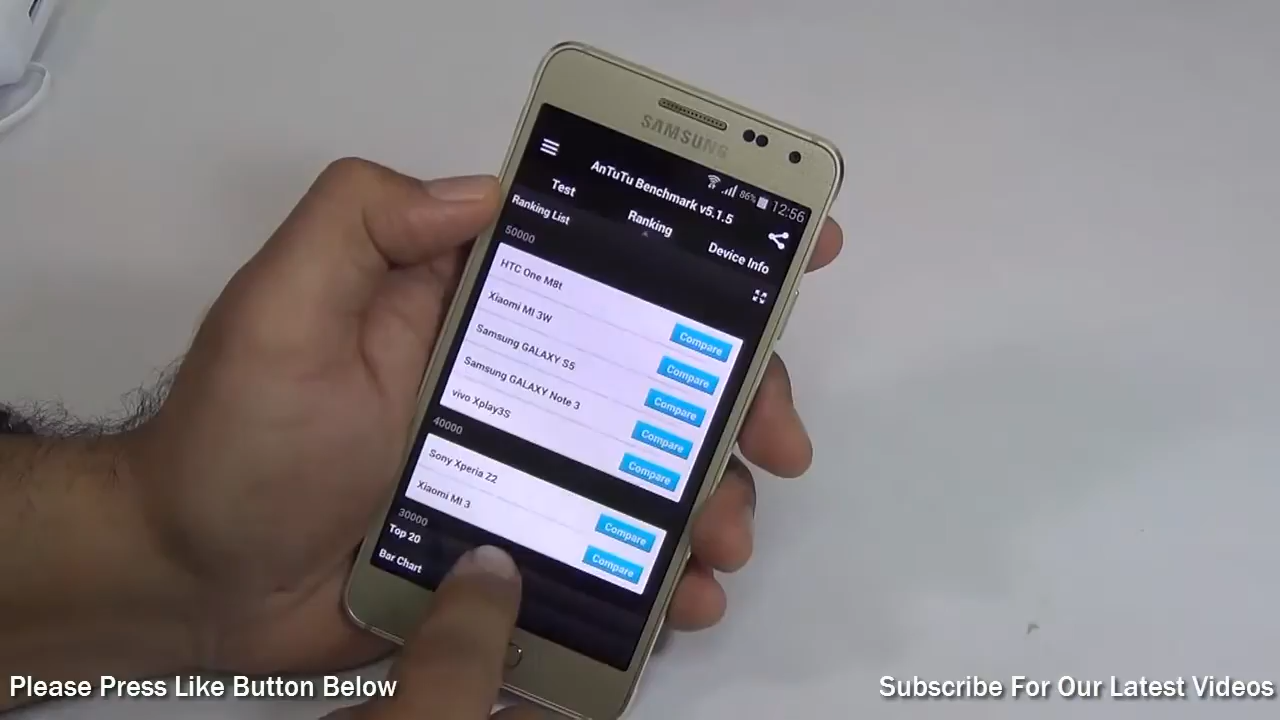 SAMSUNG
86% 12:56
AnTuTu Benchmark v5.1.5
Test
Ranking
Device Info
Ranking List
50000
HTC One M8t
Compare
Xiaomi MI 3W
Compare
Samsung GALAXY S5
Compare
Samsung GALAXY Note 3
Compare
vivo Xplay3S
Compare
40000
Sony Xperia Z2
Compare
Xiaomi MI 3
Compare
30000
Top 20
Bar Chart
Please Press Like Button Below
Subscribe For Our Latest Videos